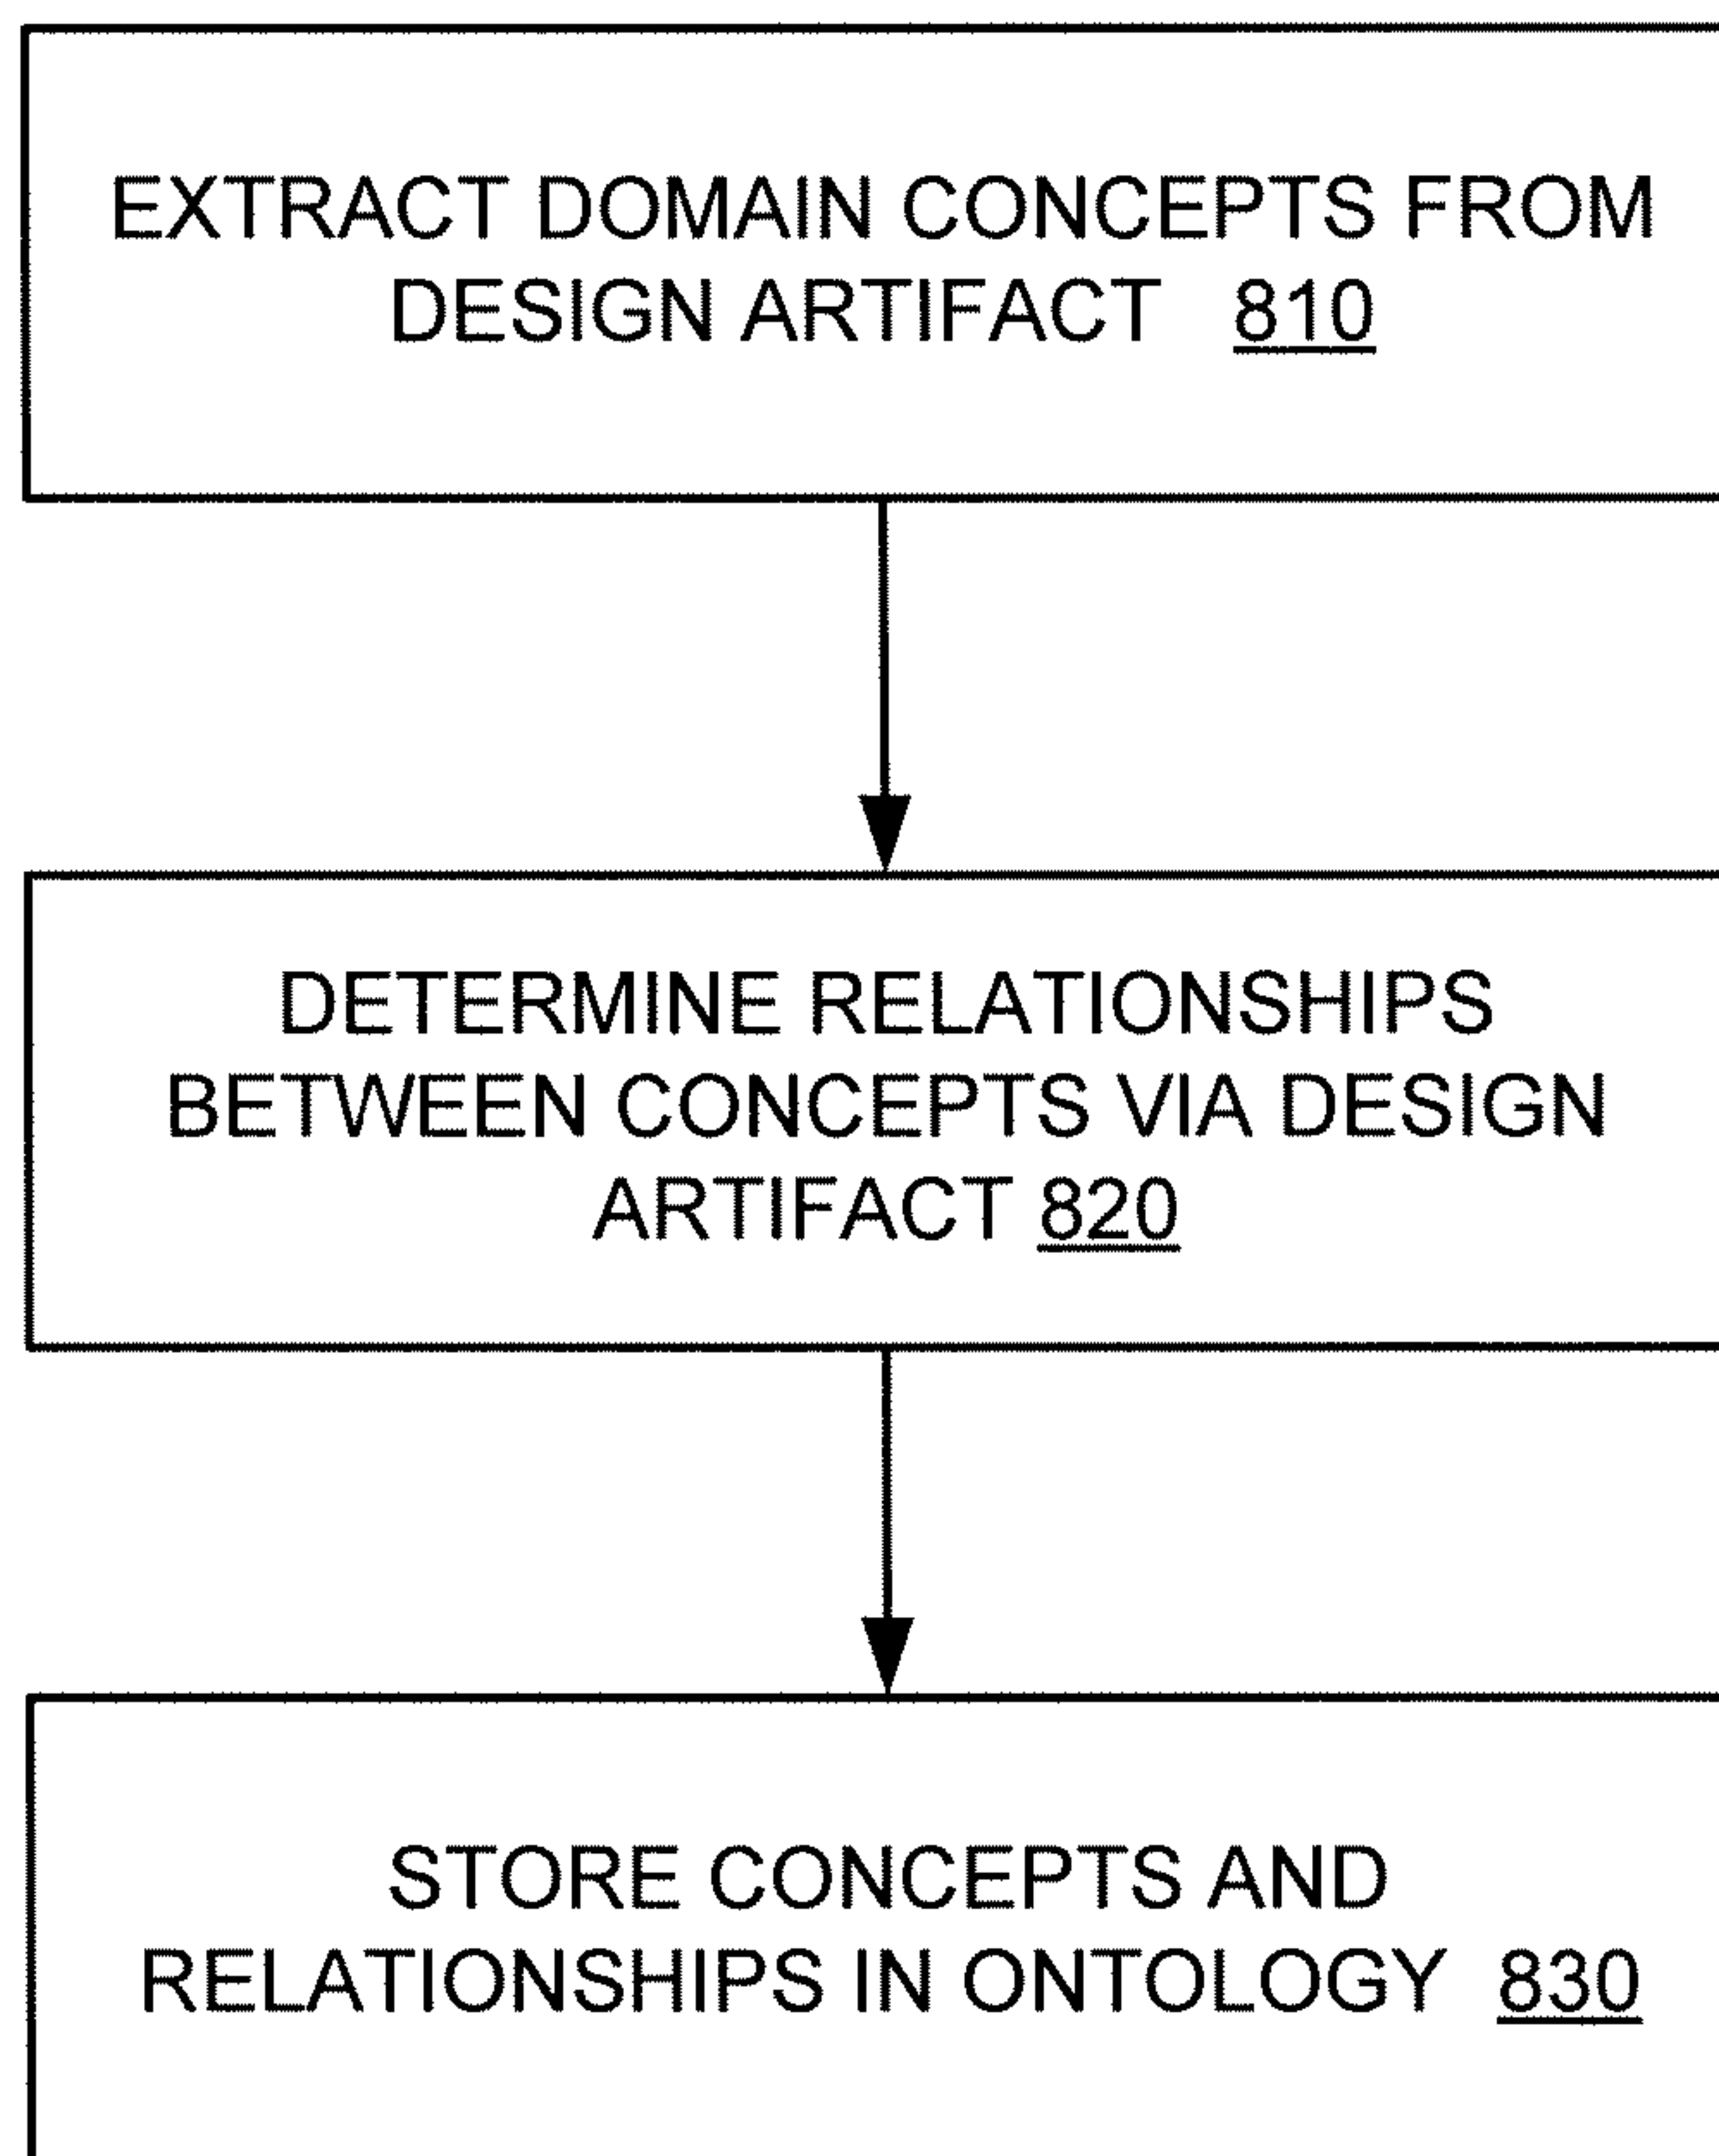 EXTRACT DOMAIN CONCEPTS FROM
DESIGN ARTIFACT 810
DETERMINE RELATIONSHIPS
BETWEEN CONCEPTS VIA DESIGN
ARTIFACT 820
STORE CONCEPTS AND
RELATIONSHIPS IN ONTOLOGY 830